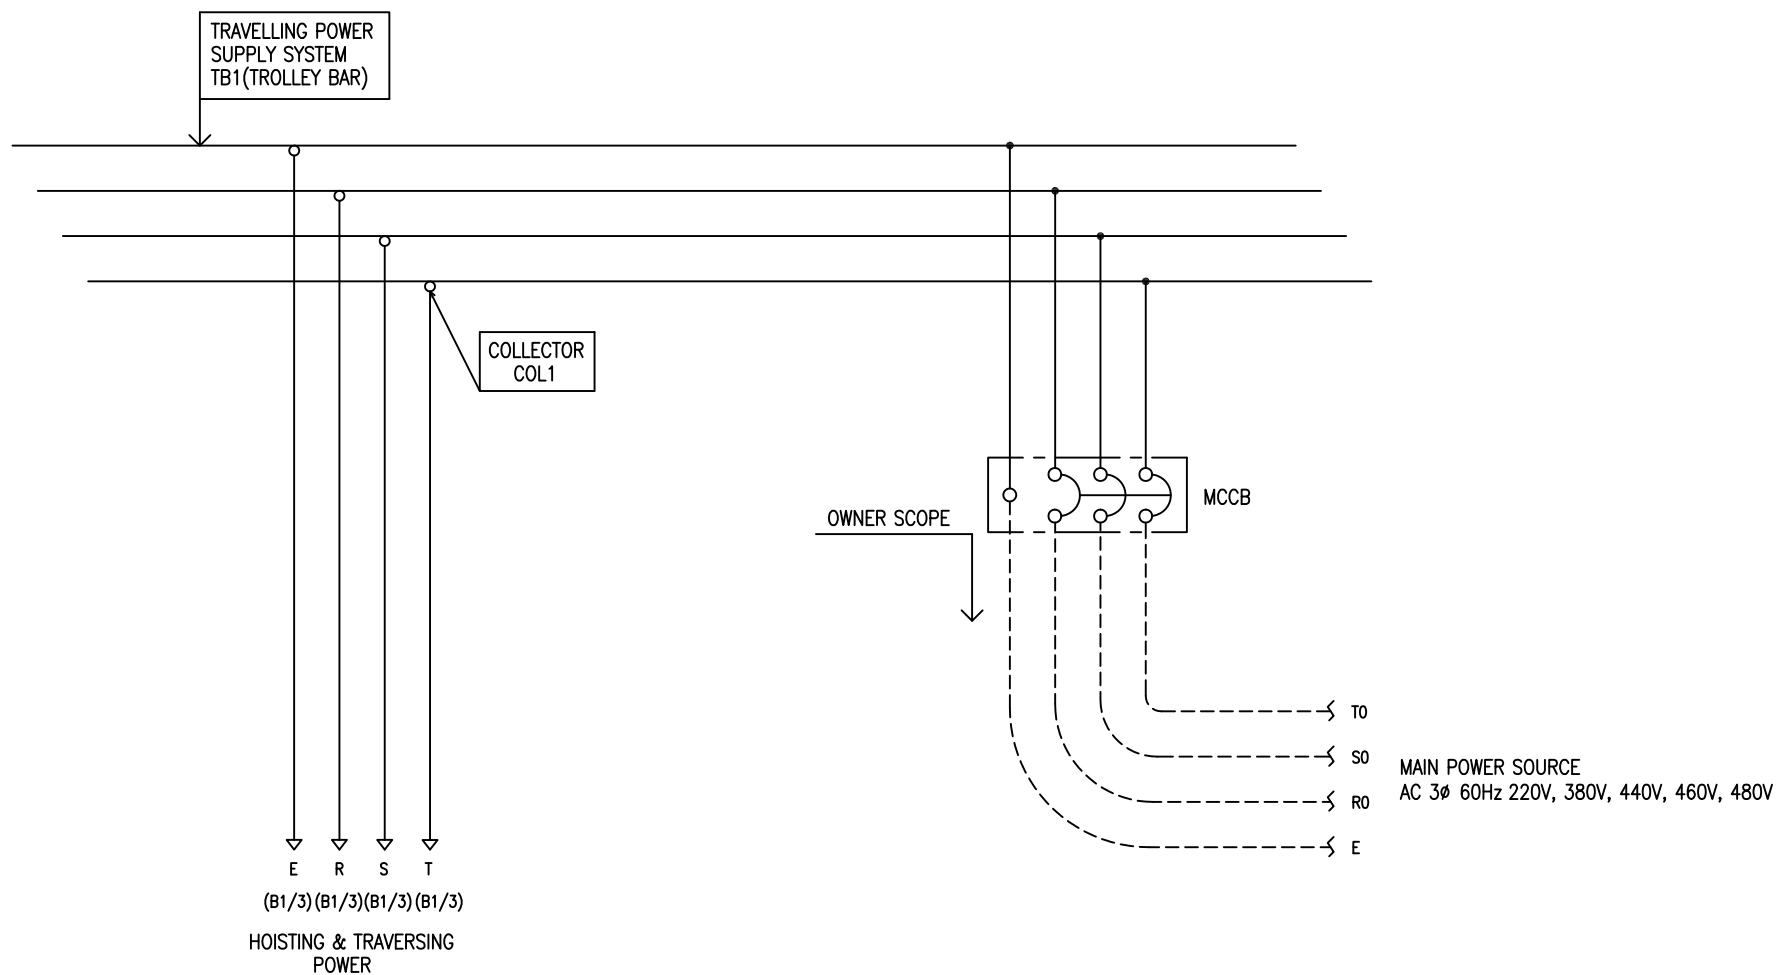 TRAVELLING POWER
SUPPLY SYSTEM
TB1(TROLLEY BAR)
COLLECTOR
COL1
MCCB
OWNER SCOPE
T0
S0
MAIN POWER SOURCE
AC 3ø 60Hz 220V, 380V, 440V, 460V, 480V
R0
E
E R S T
(B1/3) (B1/3) (B1/3) (B1/3)
HOISTING & TRAVERSING
POWER